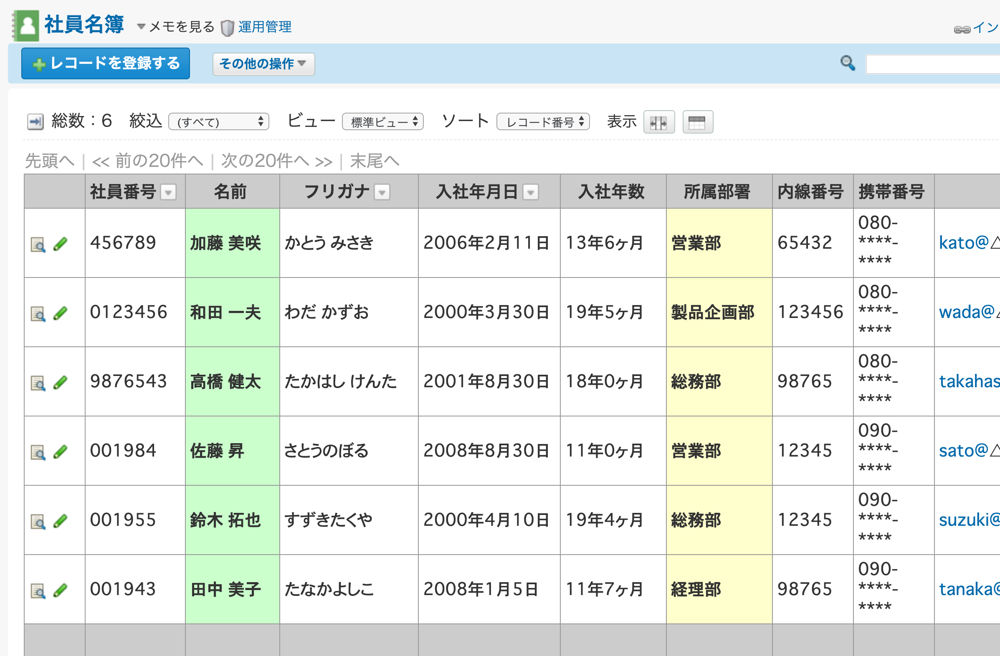 社員名簿 メモを見る 運用管理 イン
レコードを登録する その他の操作
総数：6 絞込 (すべて) ビュー 標準ビュー ソート レコード番号 表示
先頭へ | << 前の20件へ | 次の20件へ >> | 末尾へ
社員番号 名前 フリガナ 入社年月日 入社年数 所属部署 内線番号 携帯番号
456789 加藤 美咲 かとう みさき 2006年2月11日 13年6ヶ月 営業部 65432 080-****-**** kato@△
0123456 和田 一夫 わだ かずお 2000年3月30日 19年5ヶ月 製品企画部 123456 080-****-**** wada@
9876543 高橋 健太 たかはし けんた 2001年8月30日 18年0ヶ月 総務部 98765 080-****-**** takahas
001984 佐藤 昇 さとうのぼる 2008年8月30日 11年0ヶ月 営業部 12345 090-****-**** sato@△
001955 鈴木 拓也 すずきたくや 2000年4月10日 19年4ヶ月 総務部 12345 090-****-**** suzuki@
001943 田中 美子 たなかよしこ 2008年1月5日 11年7ヶ月 経理部 98765 090-****-**** tanaka@